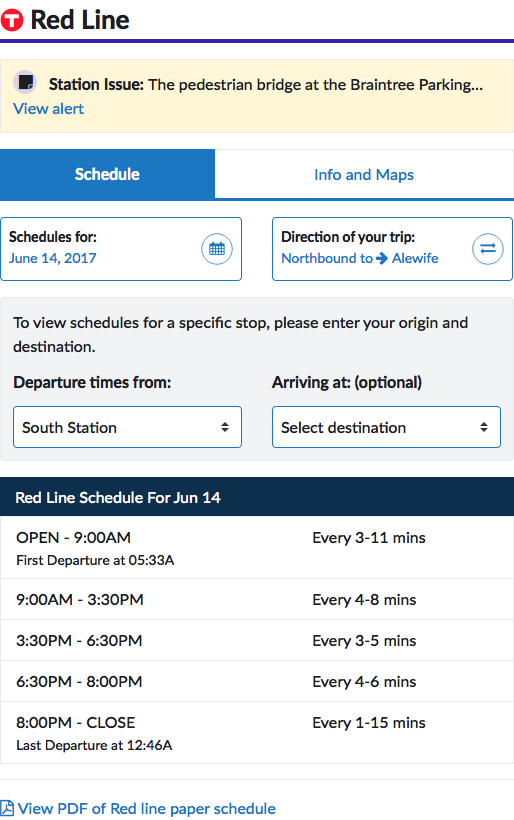 T Red Line
Station Issue: The pedestrian bridge at the Braintree Parking...
View alert
Schedule
Info and Maps
Schedules for:
June 14, 2017
Direction of your trip:
Northbound to → Alewife
To view schedules for a specific stop, please enter your origin and
destination.
Departure times from:
South Station
Arriving at: (optional)
Select destination
Red Line Schedule For Jun 14
OPEN - 9:00AM Every 3-11 mins
First Departure at 05:33A
9:00AM - 3:30PM Every 4-8 mins
3:30PM - 6:30PM Every 3-5 mins
6:30PM - 8:00PM Every 4-6 mins
8:00PM - CLOSE Every 1-15 mins
Last Departure at 12:46A
View PDF of Red line paper schedule